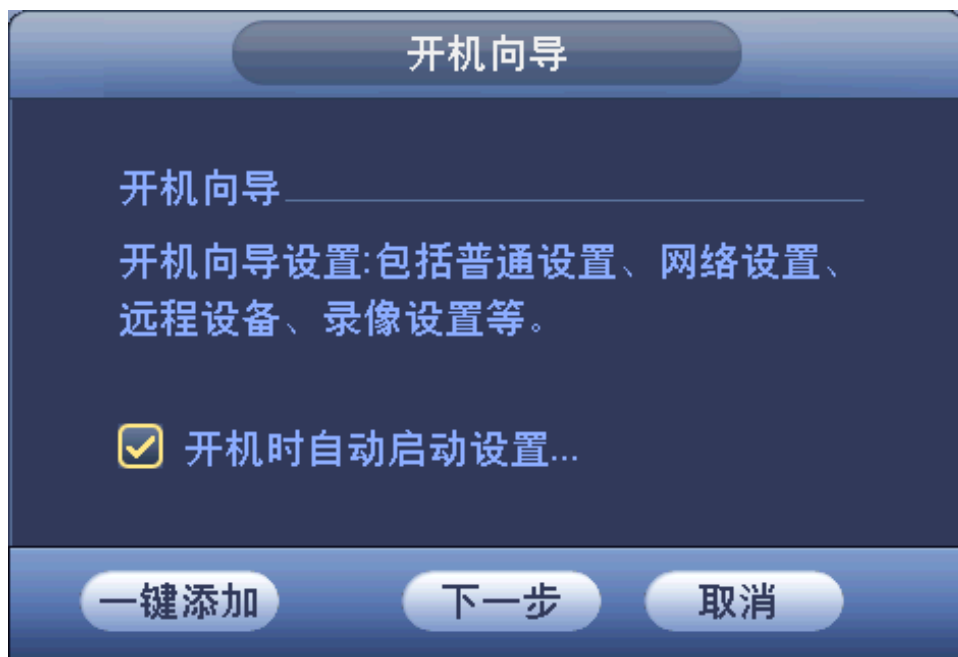 开机向导
开机向导
开机向导设置:包括普通设置、网络设置、
远程设备、录像设置等。
开机时自动启动设置...
一键添加 下一步 取消